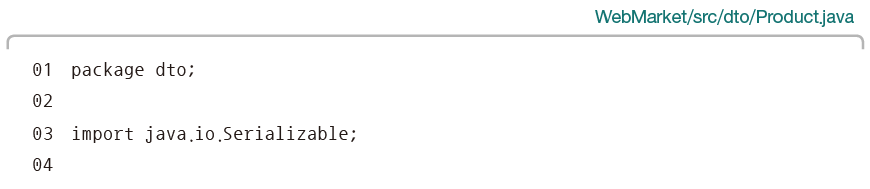 WebMarket/src/dto/Product.java
01 package dto;
02
03 import java.io.Serializable;
04